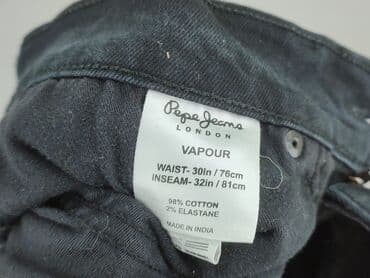 Pepe Jeans
LONDON
VAPOUR
WAIST- 30in / 76cm
INSEAM- 32in / 81cm
98% COTTON
2% ELASTANE
MADE IN INDIA